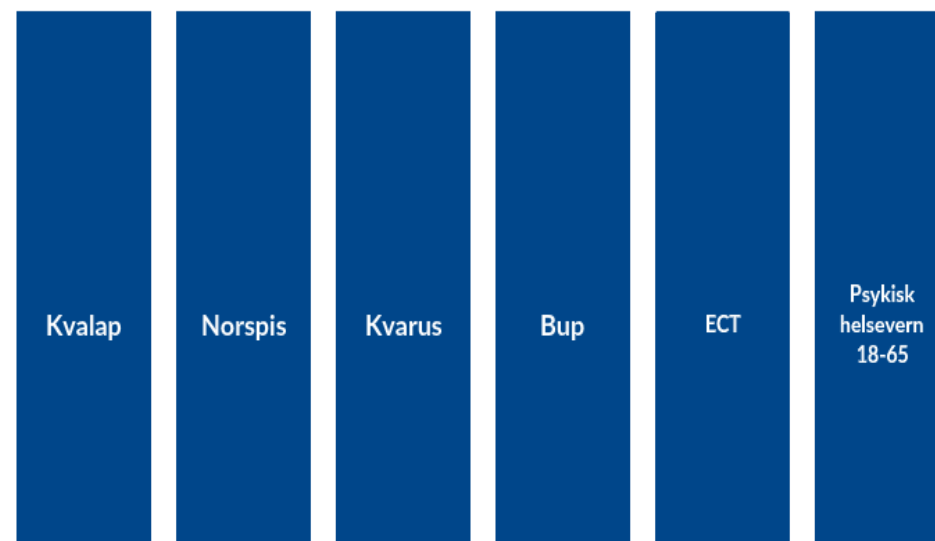 Kvalap
Norspis
Kvarus
Bup
ECT
Psykisk
helsevern
18-65